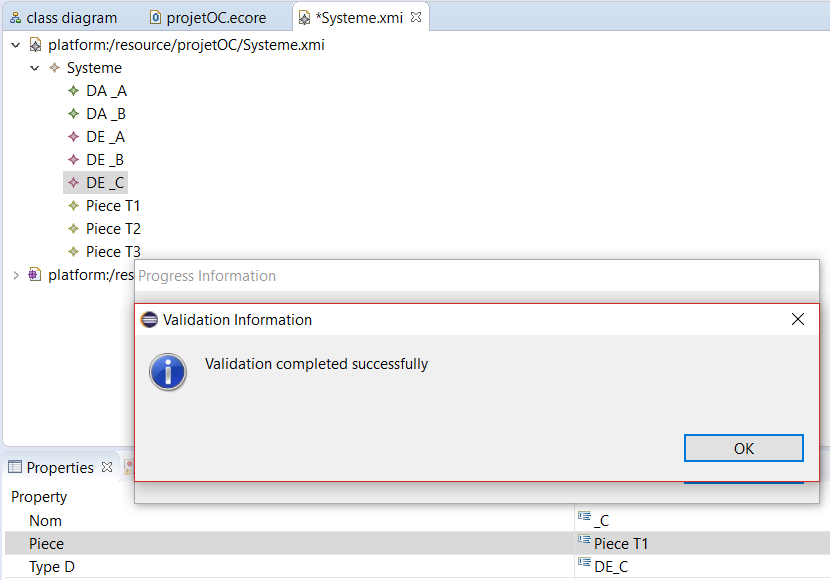 class diagram projetOC.ecore *Systeme.xmi
platform:/resource/projetOC/Systeme.xmi
Systeme
DA _A
DA _B
DE _A
DE _B
DE _C
Piece T1
Piece T2
Piece T3
platform:/res
Progress Information
Validation Information
Validation completed successfully
OK
Properties
Property
Nom _C
Piece Piece T1
Type D DE_C